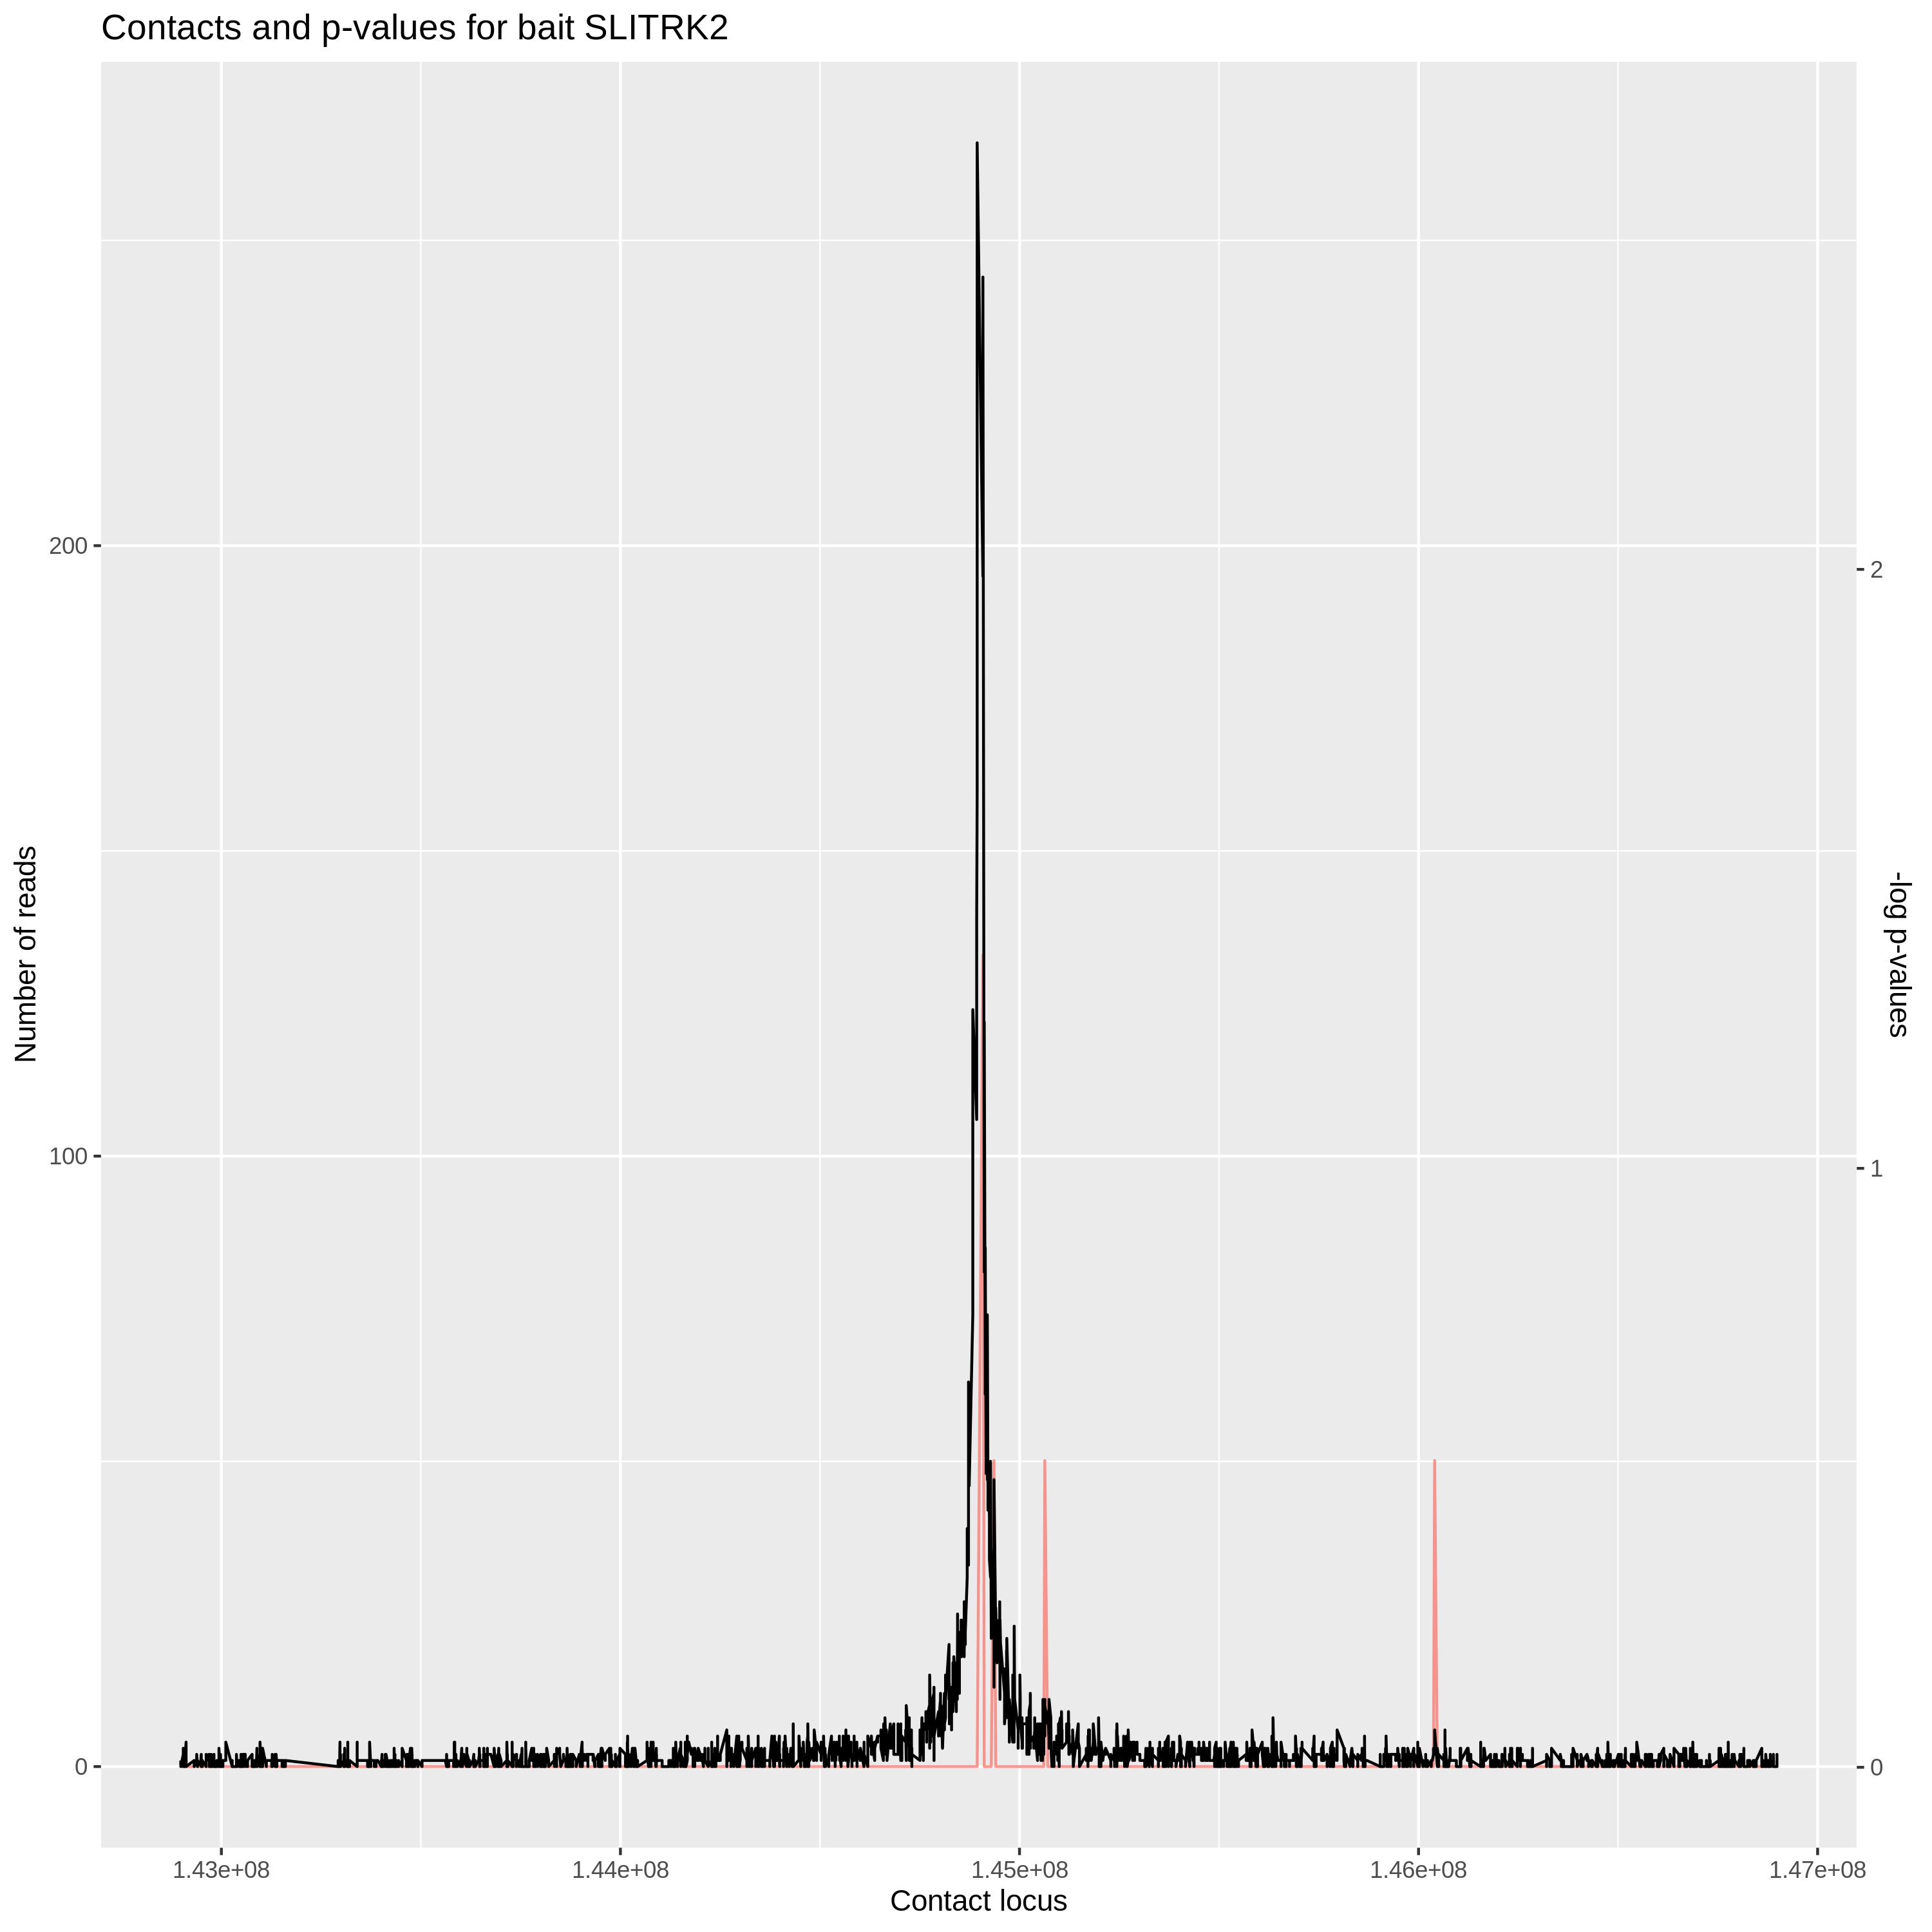 Contacts and p-values for bait SLITRK2
Number of reads
200
100
0
2
1
0
-log p-values
1.43e+08
1.44e+08
1.45e+08
1.46e+08
1.47e+08
Contact locus